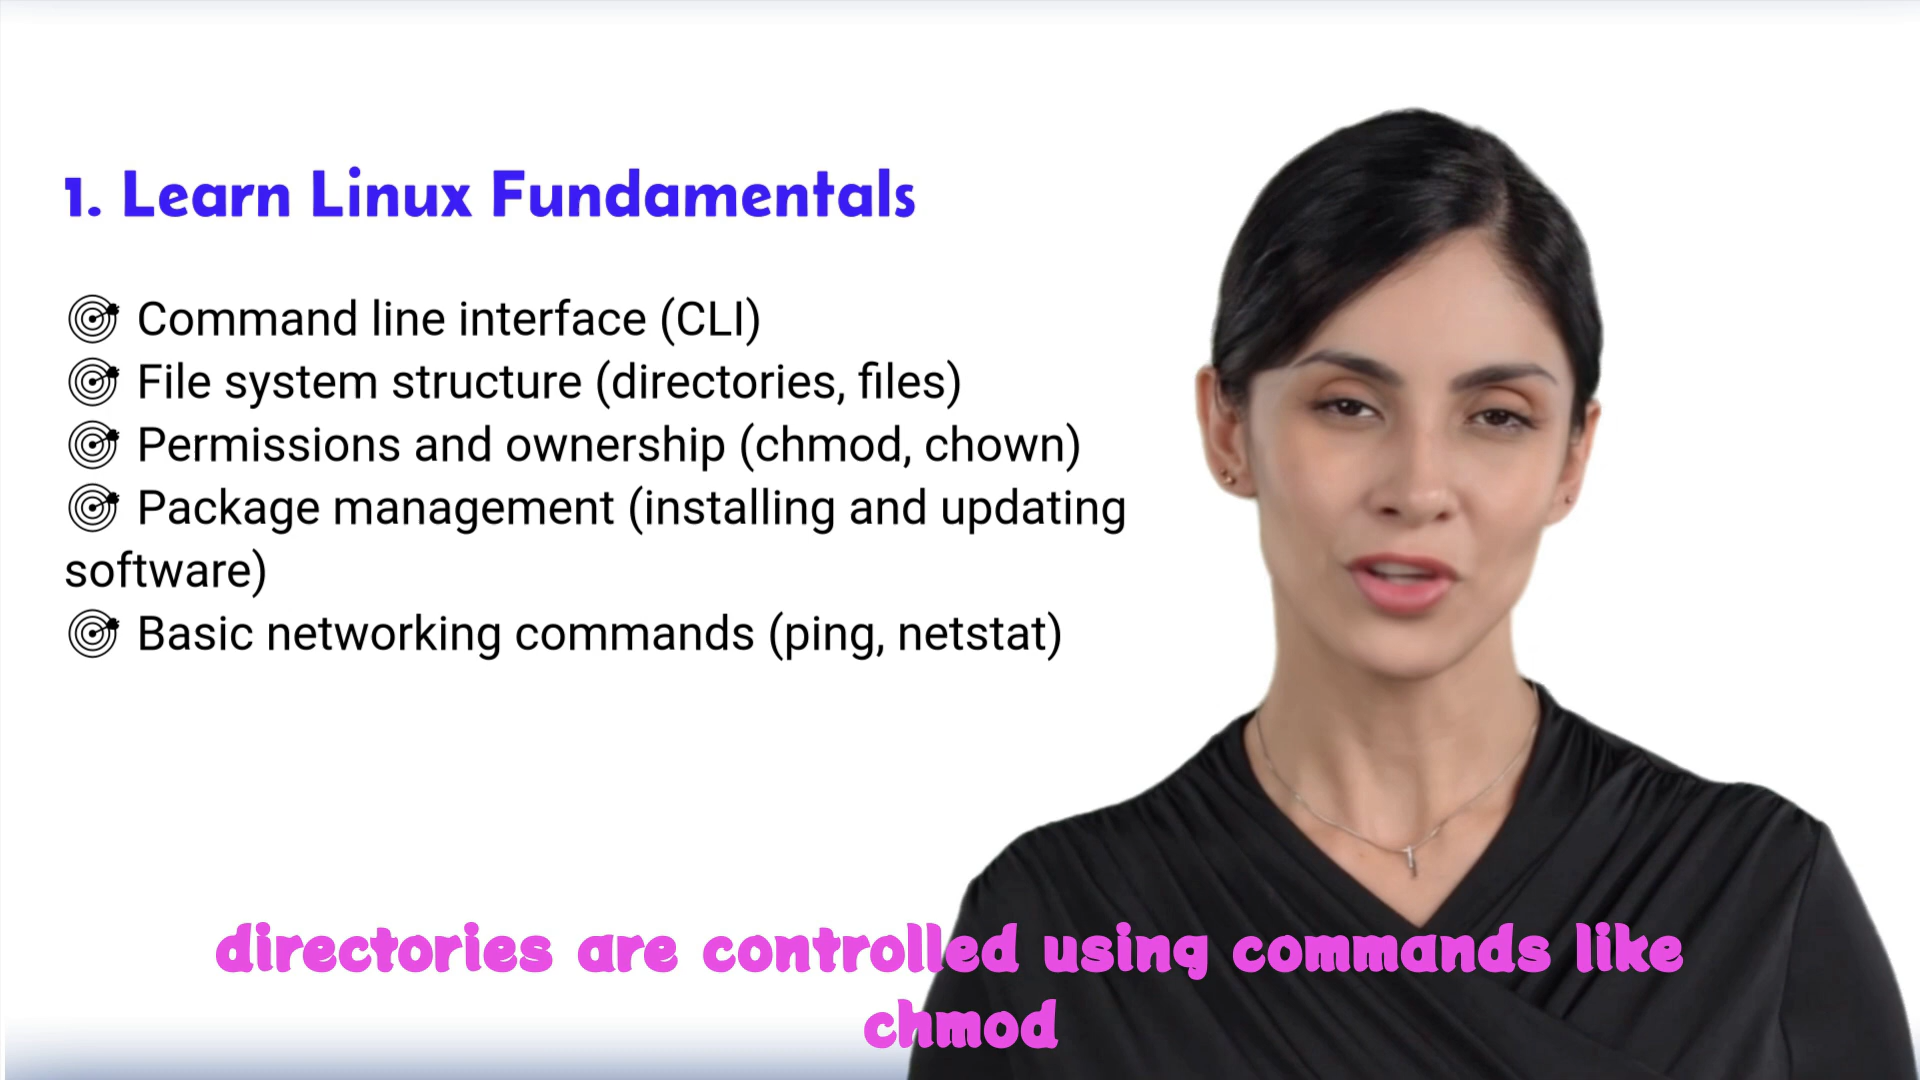 1. Learn Linux Fundamentals
Command line interface (CLI)
File system structure (directories, files)
Permissions and ownership (chmod, chown)
Package management (installing and updating
software)
Basic networking commands (ping, netstat)
directories are controlled using commands like
chmod